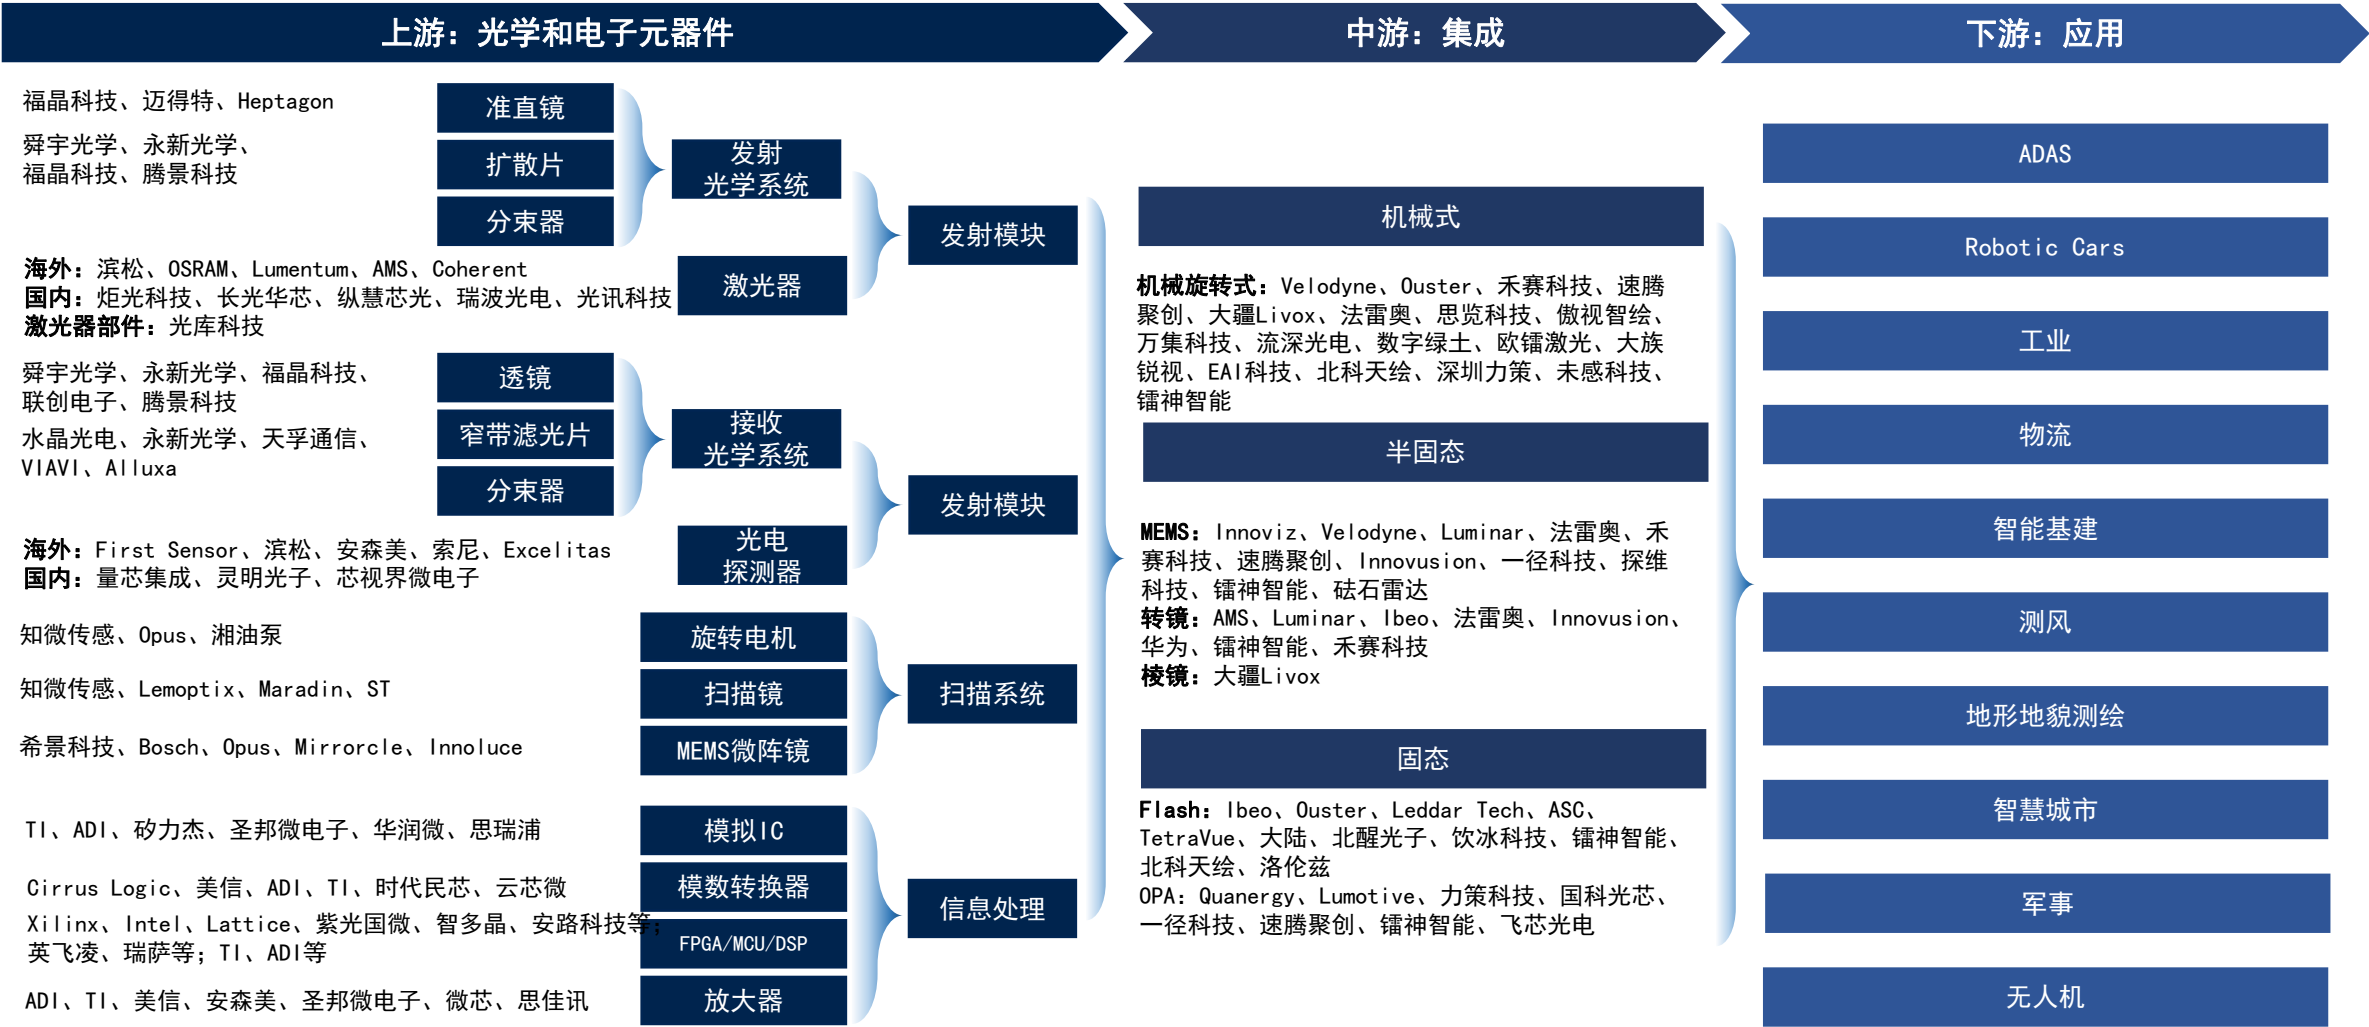 上游：光学和电子元器件
中游：集成
下游：应用
福晶科技、迈得特、Heptagon
准直镜
舜宇光学、永新光学、
福晶科技、腾景科技
扩散片
分束器
发射
光学系统
海外：滨松、OSRAM、Lumentum、AMS、Coherent
国内：炬光科技、长光华芯、纵慧芯光、瑞波光电、光讯科技
激光器部件：光库科技
激光器
发射模块
舜宇光学、永新光学、福晶科技、
联创电子、腾景科技
透镜
水晶光电、永新光学、天孚通信、
VIAVI、Alluxa
窄带滤光片
分束器
接收
光学系统
海外：First Sensor、滨松、安森美、索尼、Excelitas
国内：量芯集成、灵明光子、芯视界微电子
光电
探测器
发射模块
知微传感、Opus、湘油泵
旋转电机
知微传感、Lemoptix、Maradin、ST
扫描镜
希景科技、Bosch、Opus、Mirrorcle、Innoluce
MEMS微阵镜
扫描系统
TI、ADI、矽力杰、圣邦微电子、华润微、思瑞浦
模拟IC
Cirrus Logic、美信、ADI、TI、时代民芯、云芯微
模数转换器
Xilinx、Intel、Lattice、紫光国微、智多晶、安路科技等；
英飞凌、瑞萨等；TI、ADI等
FPGA/MCU/DSP
ADI、TI、美信、安森美、圣邦微电子、微芯、思佳讯
放大器
信息处理
机械式
机械旋转式：Velodyne、Ouster、禾赛科技、速腾
聚创、大疆Livox、法雷奥、思览科技、傲视智绘、
万集科技、流深光电、数字绿土、欧镭激光、大族
锐视、EAI科技、北科天绘、深圳力策、未感科技、
镭神智能
半固态
MEMS：Innoviz、Velodyne、Luminar、法雷奥、禾
赛科技、速腾聚创、Innovusion、一径科技、探维
科技、镭神智能、砝石雷达
转镜：AMS、Luminar、Ibeo、法雷奥、Innovusion、
华为、镭神智能、禾赛科技
棱镜：大疆Livox
固态
Flash：Ibeo、Ouster、Leddar Tech、ASC、
TetraVue、大陆、北醒光子、饮冰科技、镭神智能、
北科天绘、洛伦兹
OPA：Quanergy、Lumotive、力策科技、国科光芯、
一径科技、速腾聚创、镭神智能、飞芯光电
ADAS
Robotic Cars
工业
物流
智能基建
测风
地形地貌测绘
智慧城市
军事
无人机